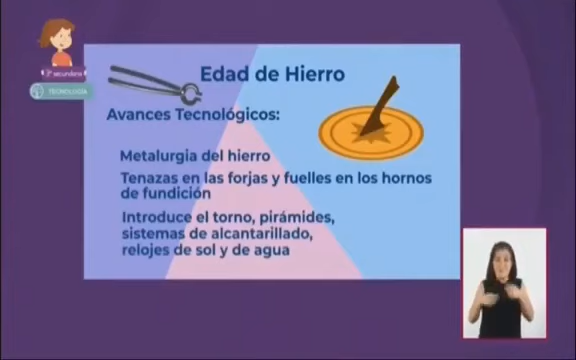 3º secundaria
TECNOLOGÍA
Edad de Hierro
Avances Tecnológicos:
Metalurgia del hierro
Tenazas en las forjas y fuelles en los hornos
de fundición
Introduce el torno, pirámides,
sistemas de alcantarillado,
relojes de sol y de agua